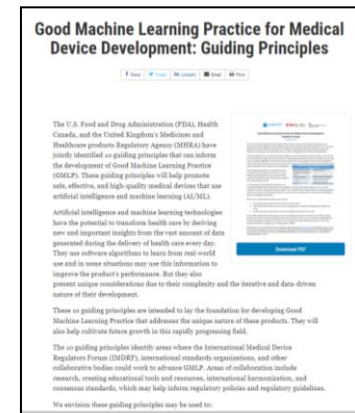 Good Machine Learning Practice for Medical
Device Development: Guiding Principles
Share
Tweet
Linkedin
Email
Print
The U.S. Food and Drug Administration (FDA), Health
Canada, and the United Kingdom's Medicines and
Healthcare products Regulatory Agency (MHRA) have
jointly identified 10 guiding principles that can inform
the development of Good Machine Learning Practice
(GMLP). These guiding principles will help promote
safe, effective, and high-quality medical devices that use
artificial intelligence and machine learning (AI/ML).
Artificial intelligence and machine learning technologies
have the potential to transform health care by deriving
new and important insights from the vast amount of data
generated during the delivery of health care every day.
They use software algorithms to learn from real-world
use and in some situations may use this information to
improve the product's performance. But they also
present unique considerations due to their complexity and the iterative and data-driven
nature of their development.
Download PDF
These 10 guiding principles are intended to lay the foundation for developing Good
Machine Learning Practice that addresses the unique nature of these products. They will
also help cultivate future growth in this rapidly progressing field.
The 10 guiding principles identify areas where the International Medical Device
Regulators Forum (IMDRF), international standards organizations, and other
collaborative bodies could work to advance GMLP. Areas of collaboration include
research, creating educational tools and resources, international harmonization, and
consensus standards, which may help inform regulatory policies and regulatory guidelines.
We envision these guiding principles may be used to: